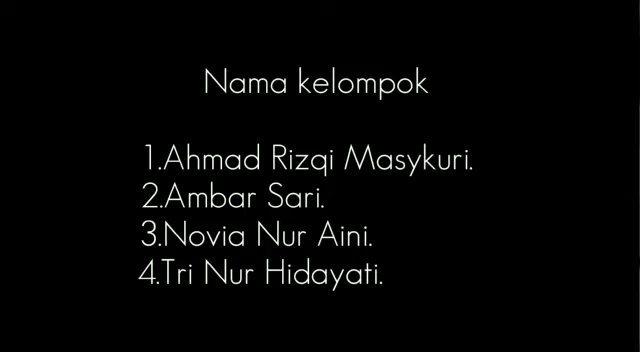 Nama kelompok
1.Ahmad Rizqi Masykuri.
2.Ambar Sari.
3.Novia Nur Aini.
4.Tri Nur Hidayati.